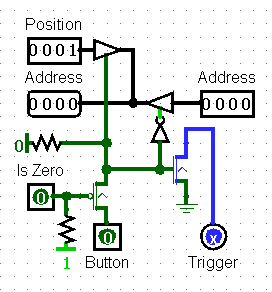 Position
0001
Address Address
0000 0000
0
Is Zero
0
0
1 Button
x
Trigger